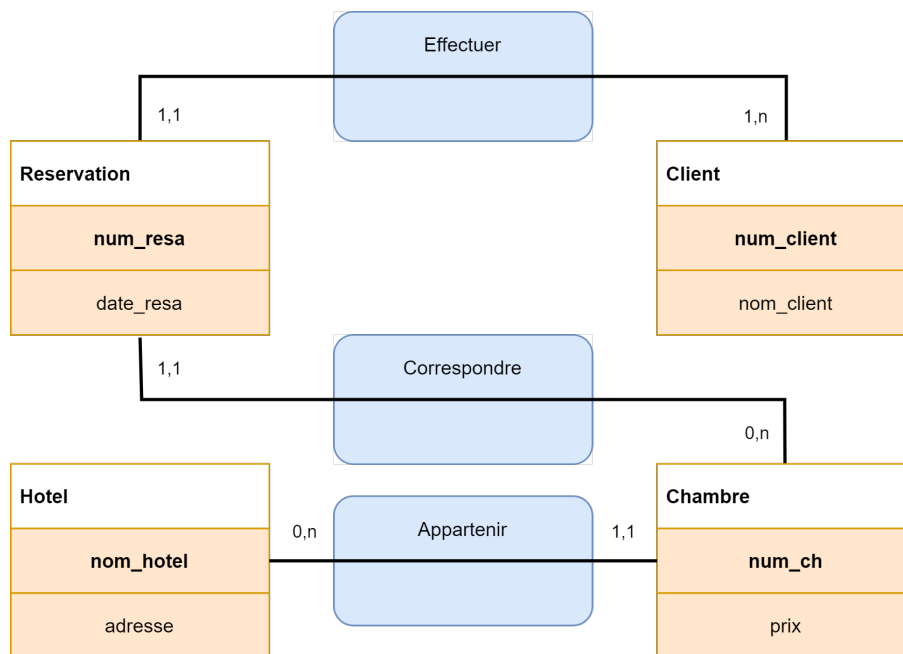 Effectuer
1,1
1,n
Reservation
Client
num_resa
num_client
date_resa
nom_client
1,1
Correspondre
0,n
Hotel
Chambre
0,n
Appartenir
1,1
nom_hotel
num_ch
adresse
prix